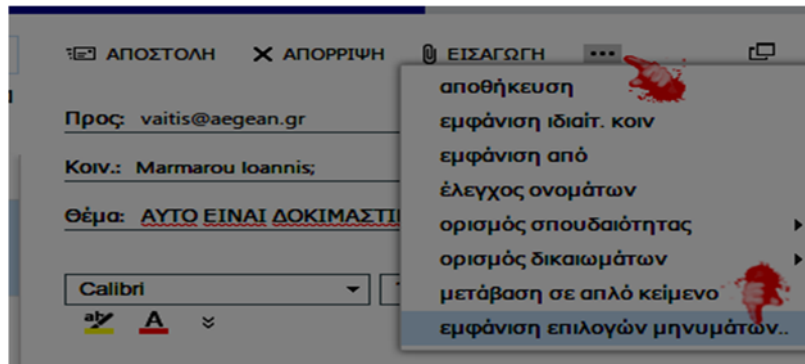 ΑΠΟΣΤΟΛΗ ΑΠΟΡΡΙΨΗ ΕΙΣΑΓΩΓΗ ...
αποθήκευση
Προς: vaitis@aegean.gr
εμφάνιση ιδιαίτ. κοιν
εμφάνιση από
Κοιν.: Marmarou Ioannis;
έλεγχος ονομάτων
Θέμα: ΑΥΤΟ ΕΙΝΑΙ
ορισμός σπουδαιότητας
ορισμός δικαιωμάτων
Calibri
μετάβαση σε απλό κείμενο
ab A
εμφάνιση επιλογών μηνυμάτων..